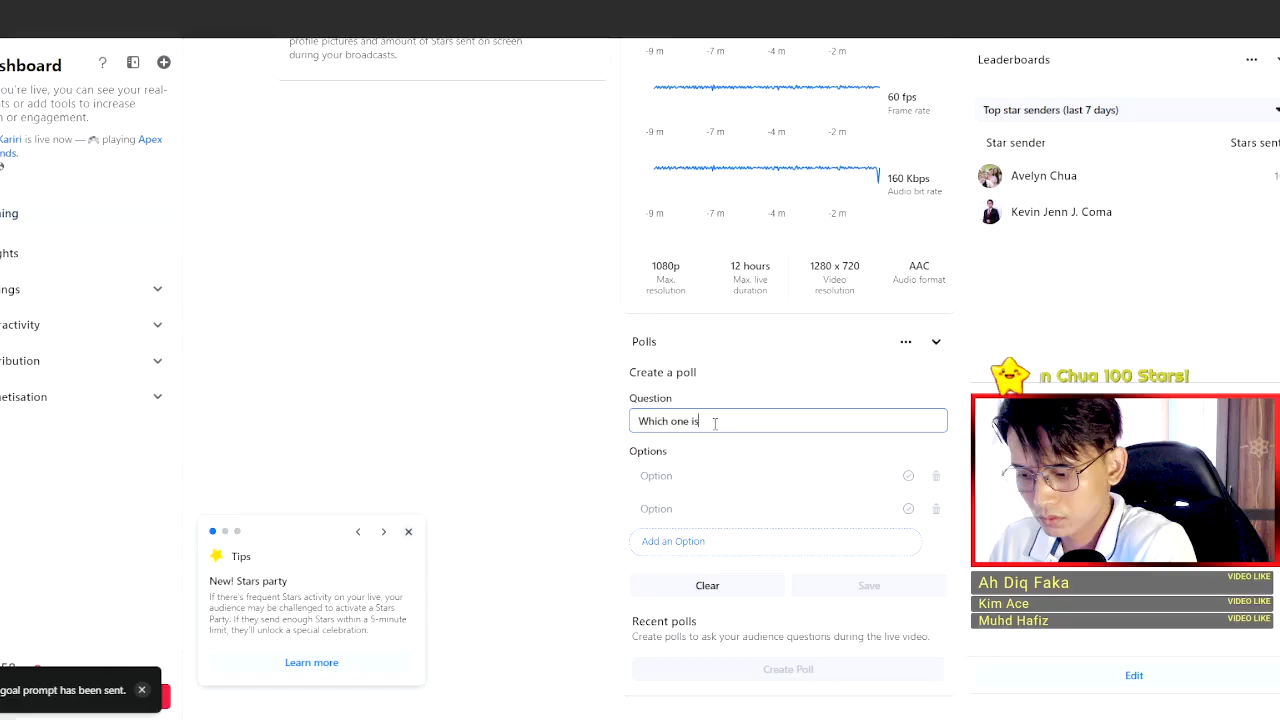 profile pictures and amount of Stars sent on screen
during your broadcasts.
shboard
ou're live, you can see your real-
ts or add tools to increase
n or engagement.
Kariri is live now — playing Apex
nds.
ing
ghts
ngs
ractivity
ribution
etisation
goal prompt has been sent.
Tips
New! Stars party
If there's frequent Stars activity on your live, your
audience may be challenged to activate a Stars
Party. If they send enough Stars within a 5-minute
limit, they'll unlock a special celebration.
Learn more
-9 m -7 m -4 m -2 m
60 fps
Frame rate
-9 m -7 m -4 m -2 m
160 Kbps
Audio bit rate
-9 m -7 m -4 m -2 m
1080p 12 hours 1280 x 720 AAC
Max. resolution Max. live duration Video resolution Audio format
Polls
Create a poll
Question
Which one is
Options
Option
Option
Add an Option
Clear Save
Recent polls
Create polls to ask your audience questions during the live video.
Create Poll
Leaderboards
Top star senders (last 7 days)
Star sender Stars sent
Avelyn Chua
Kevin Jenn J. Coma
n Chua 100 Stars!
Ah Diq Faka VIDEO LIKE
Kim Ace VIDEO LIKE
Muhd Hafiz VIDEO LIKE
Edit